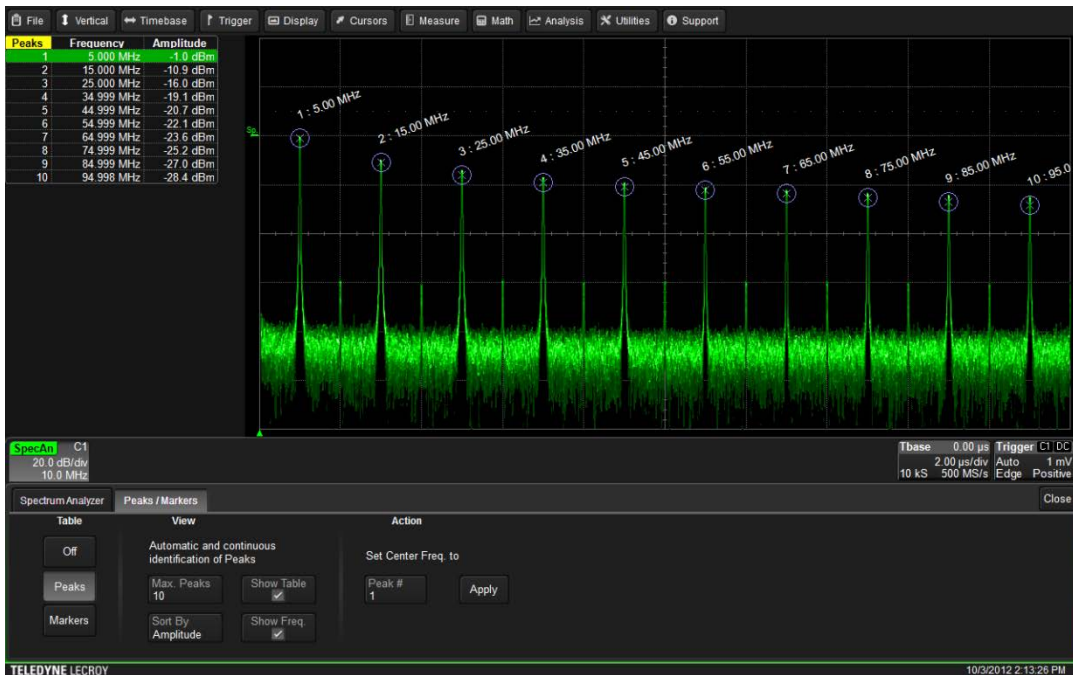 File Vertical Timebase Trigger Display Cursors Measure Math Analysis Utilities Support
Peaks Frequency Amplitude
1 5.000 MHz -1.0 dBm
2 15.000 MHz -10.9 dBm
3 25.000 MHz -16.0 dBm
4 34.999 MHz -19.1 dBm
5 44.999 MHz -20.7 dBm
6 54.999 MHz -22.1 dBm
7 64.999 MHz -23.6 dBm
8 74.999 MHz -25.2 dBm
9 84.999 MHz -27.0 dBm
10 94.998 MHz -28.4 dBm
Sp
1 : 5.00 MHz
2 : 15.00 MHz
3 : 25.00 MHz
4 : 35.00 MHz
5 : 45.00 MHz
6 : 55.00 MHz
7 : 65.00 MHz
8 : 75.00 MHz
9 : 85.00 MHz
10 : 95.0
SpecAn C1
20.0 dB/div
10.0 MHz
Tbase 0.00 µs
2.00 µs/div
10 kS 500 MS/s
Trigger C1 DC
Auto 1 mV
Edge Positive
Spectrum Analyzer Peaks / Markers Close
Table View Action
Off
Peaks
Markers
Automatic and continuous
identification of Peaks
Max. Peaks
10
Show Table
Sort By
Amplitude
Show Freq.
Set Center Freq. to
Peak #
1
Apply
TELEDYNE LECROY 10/3/2012 2:13:26 PM